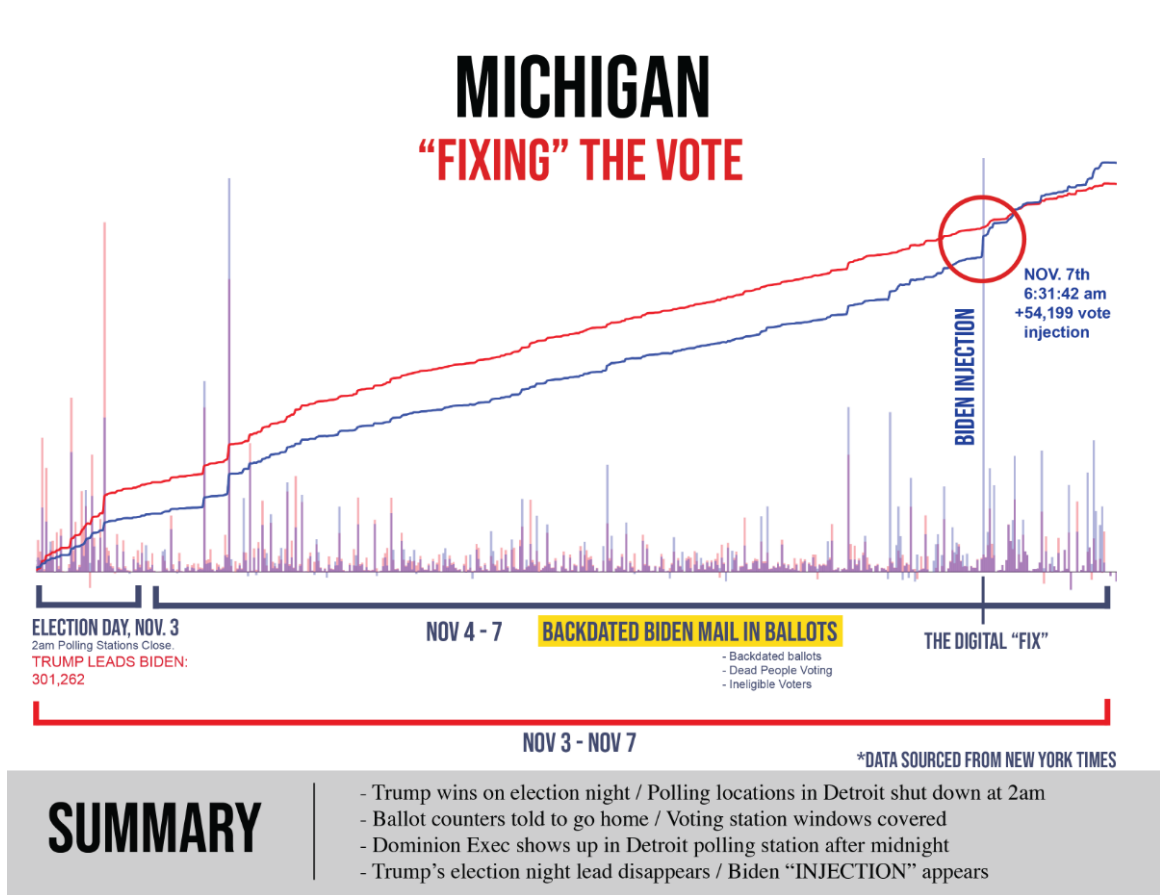 MICHIGAN
“FIXING” THE VOTE
NOV. 7th
6:31:42 am
+54,199 vote
injection
BIDEN INJECTION
ELECTION DAY, NOV. 3
2am Polling Stations Close.
TRUMP LEADS BIDEN:
301,262
NOV 4 - 7 BACKDATED BIDEN MAIL IN BALLOTS
- Backdated ballots
- Dead People Voting
- Ineligible Voters
THE DIGITAL “FIX”
NOV 3 - NOV 7
*DATA SOURCED FROM NEW YORK TIMES
SUMMARY
- Trump wins on election night / Polling locations in Detroit shut down at 2am
- Ballot counters told to go home / Voting station windows covered
- Dominion Exec shows up in Detroit polling station after midnight
- Trump’s election night lead disappears / Biden “INJECTION” appears